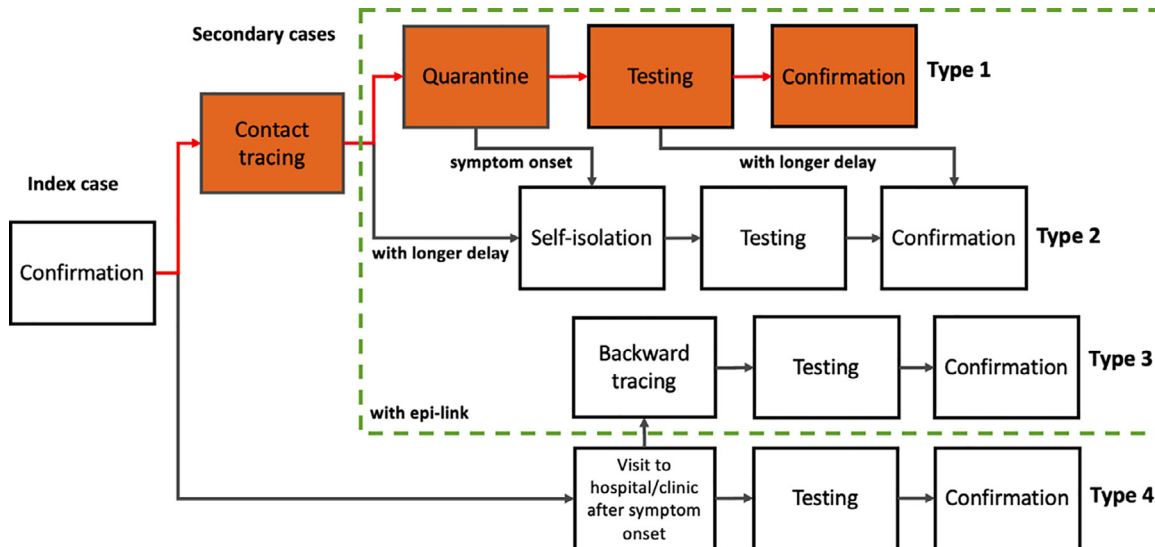 Secondary cases
Quarantine
Testing
Confirmation
Type 1
Contact
tracing
symptom onset
with longer delay
Index case
Confirmation
Self-isolation
Testing
Confirmation
Type 2
with longer delay
Backward
tracing
Testing
Confirmation
Type 3
with epi-link
Visit to
hospital/clinic
after symptom
onset
Testing
Confirmation
Type 4